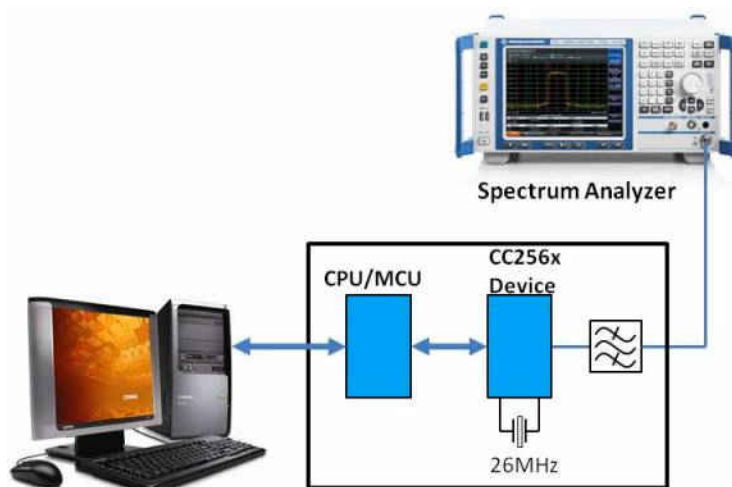 Spectrum Analyzer
CC256x
Device
CPU/MCU
26MHz